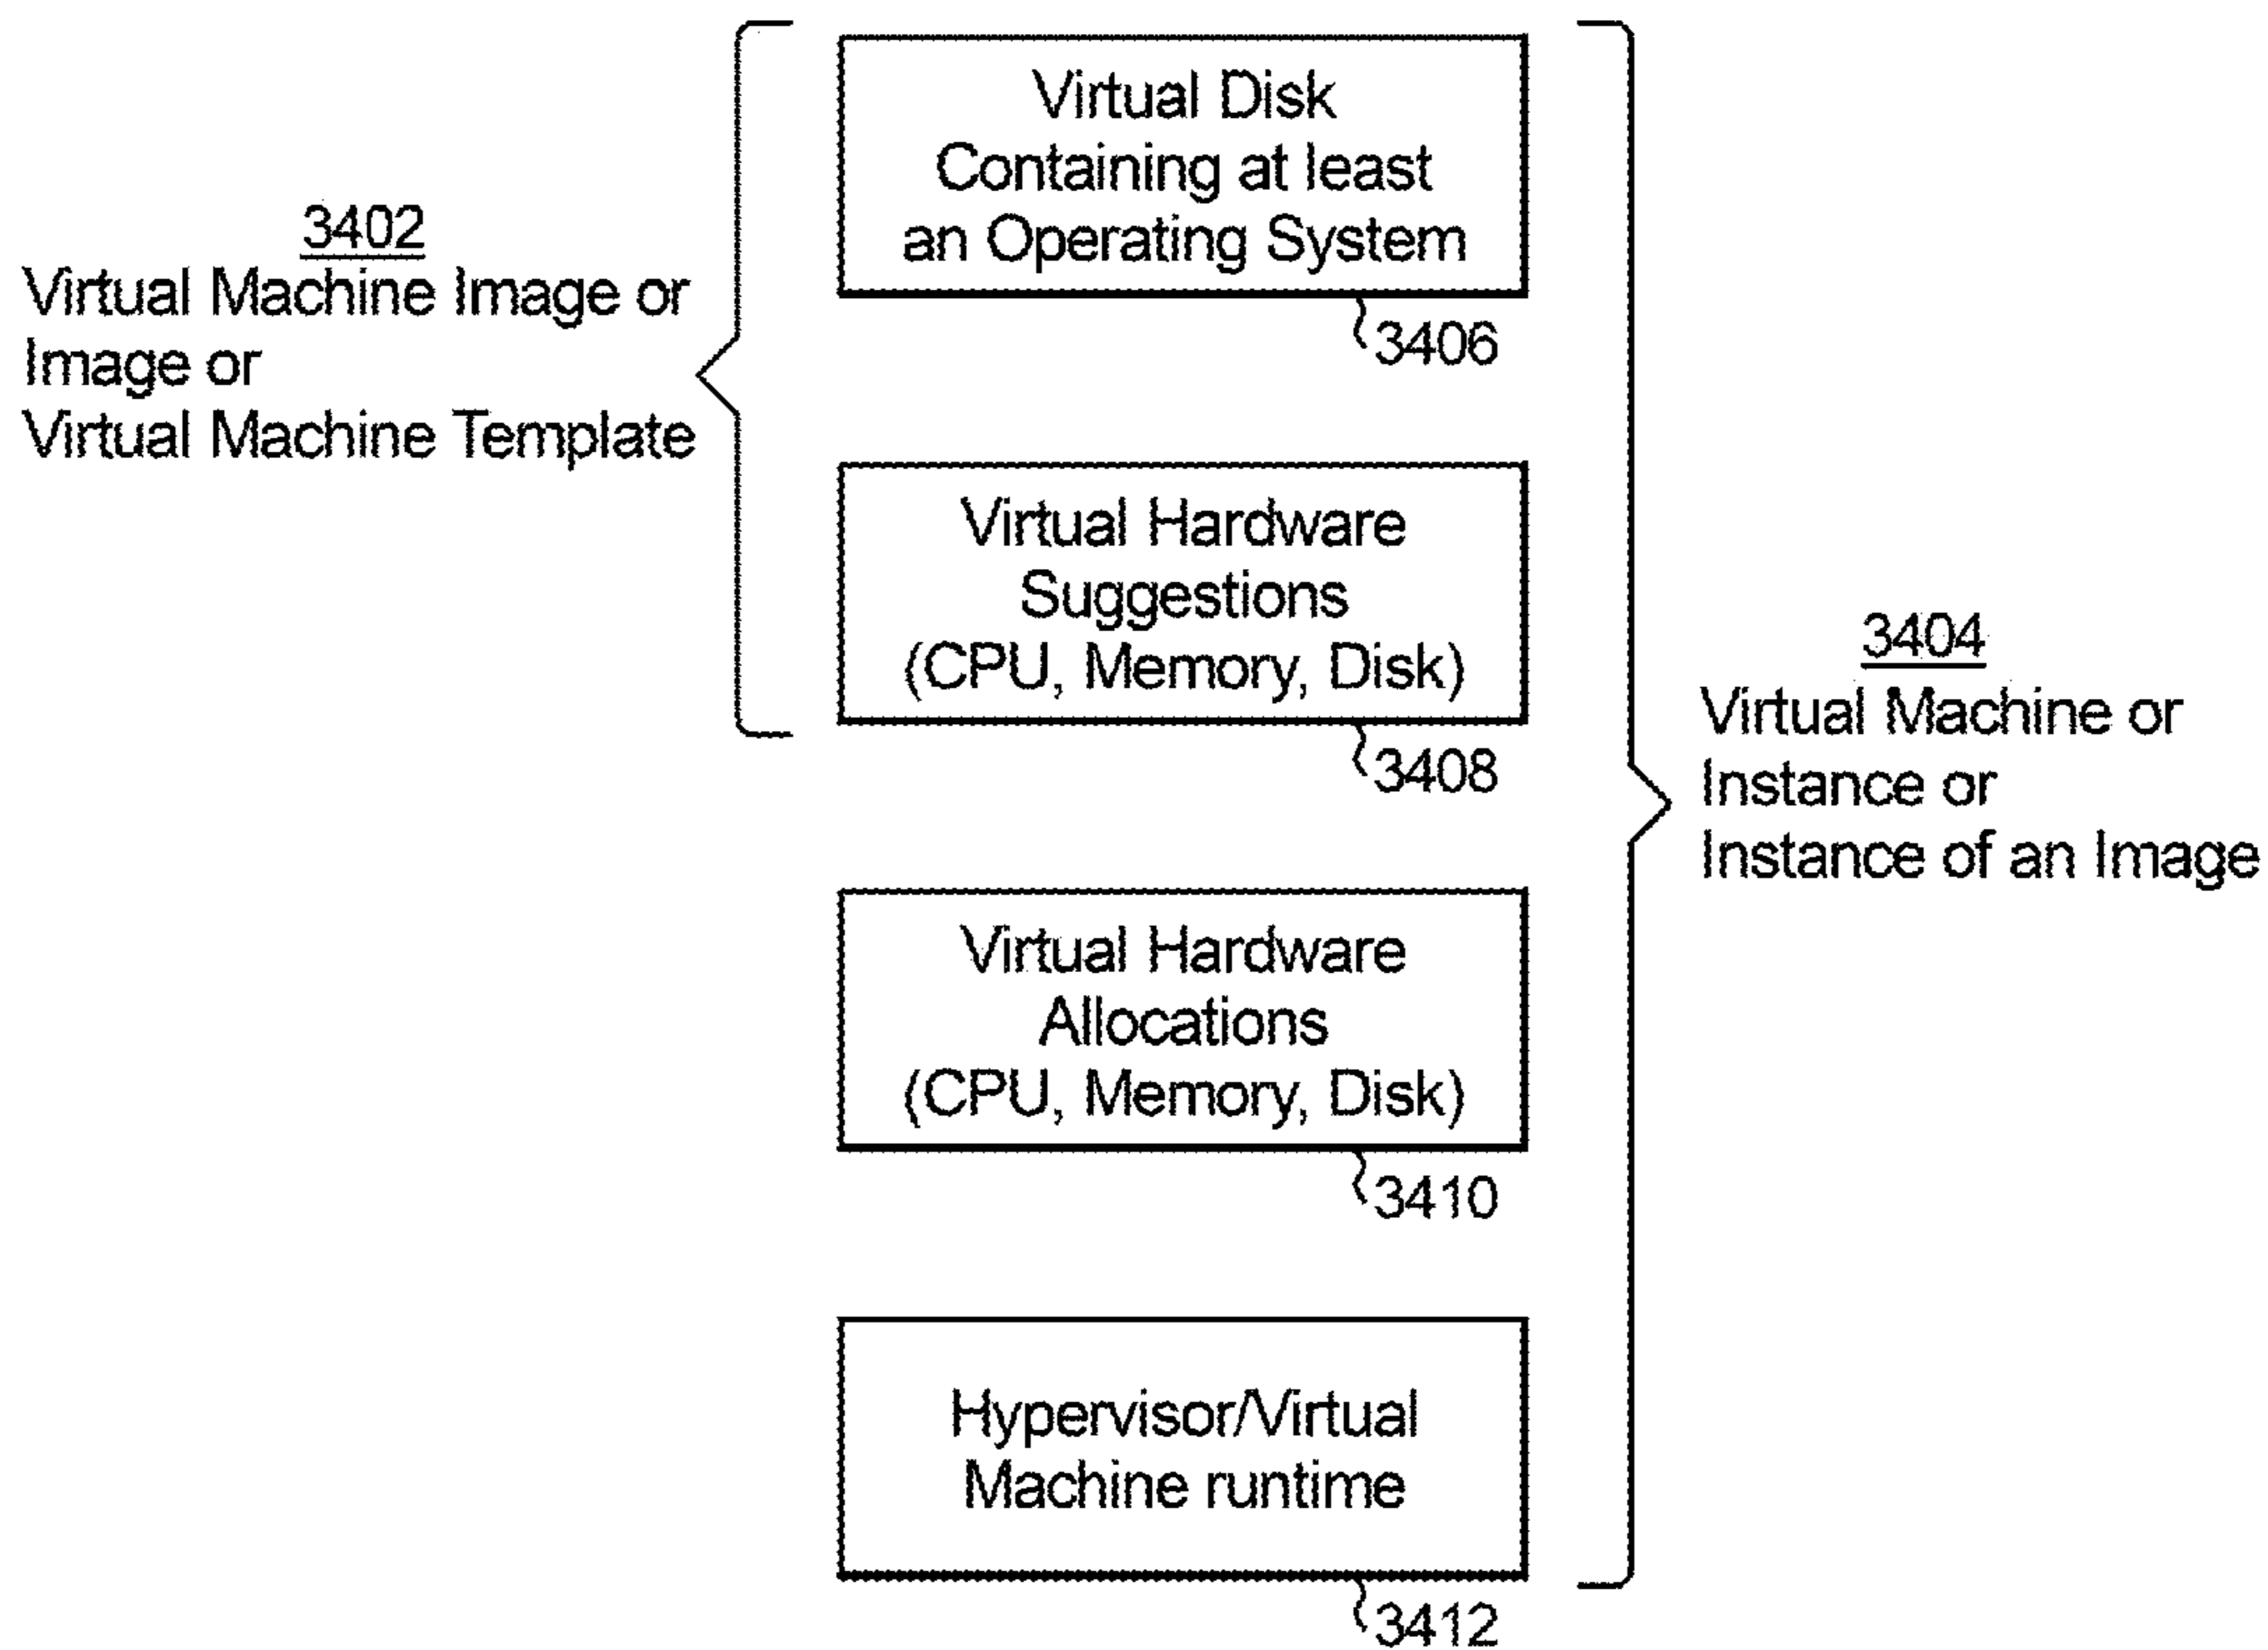 3402
Virtual Machine Image or
Image or
Virtual Machine Template
Virtual Disk
Containing at least
an Operating System
3406
Virtual Hardware
Suggestions
(CPU, Memory, Disk)
3408
Virtual Hardware
Allocations
(CPU, Memory, Disk)
3410
Hypervisor/Virtual
Machine runtime
3412
3404
Virtual Machine or
Instance or
Instance of an Image